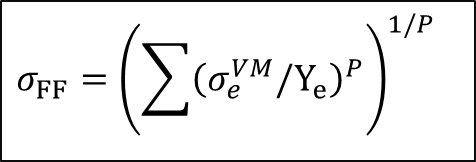 σ_FF = (∑(σ_e^{VM}/Y_e)^P)^{1/P}